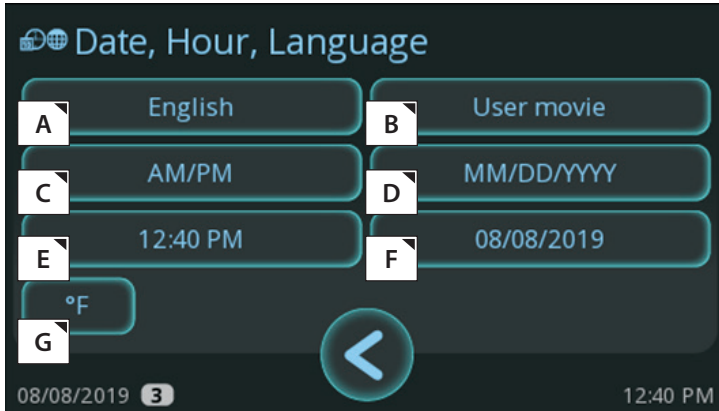 Date, Hour, Language
A English B User movie
C AM/PM D MM/DD/YYYY
E 12:40 PM F 08/08/2019
G °F
08/08/2019 3 12:40 PM